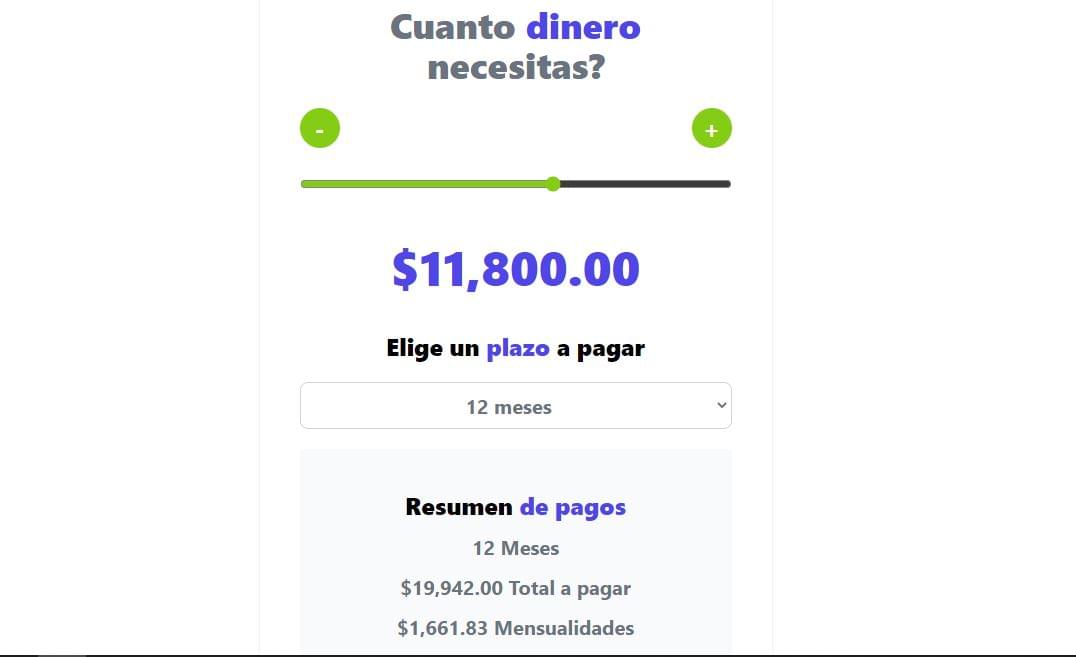 Cuanto dinero
necesitas?
- +
$11,800.00
Elige un plazo a pagar
12 meses
Resumen de pagos
12 Meses
$19,942.00 Total a pagar
$1,661.83 Mensualidades